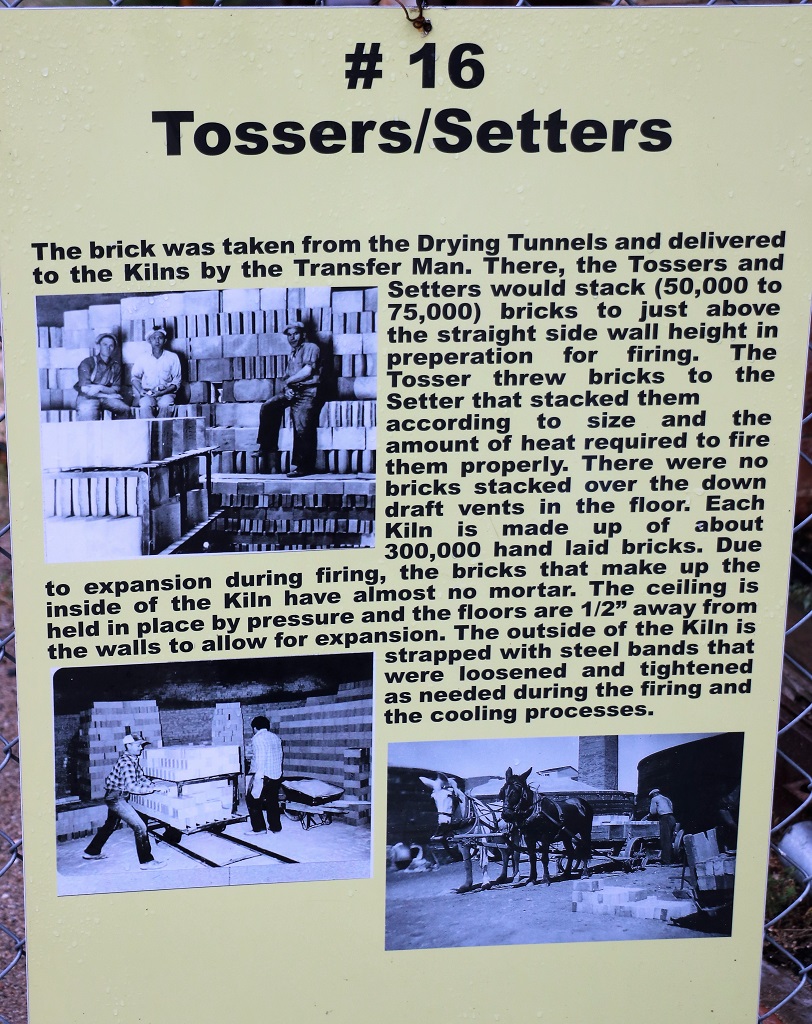 # 16
Tossers/Setters
The brick was taken from the Drying Tunnels and delivered
to the Kilns by the Transfer Man. There, the Tossers and
Setters would stack (50,000 to
75,000) bricks to just above
the straight side wall height in
preperation for firing. The
Tosser threw bricks to the
Setter that stacked them
according to size and the
amount of heat required to fire
them properly. There were no
bricks stacked over the down
draft vents in the floor. Each
Kiln is made up of about
300,000 hand laid bricks. Due
to expansion during firing, the bricks that make up the
inside of the Kiln have almost no mortar. The ceiling is
held in place by pressure and the floors are 1/2” away from
the walls to allow for expansion. The outside of the Kiln is
strapped with steel bands that
were loosened and tightened
as needed during the firing and
the cooling processes.